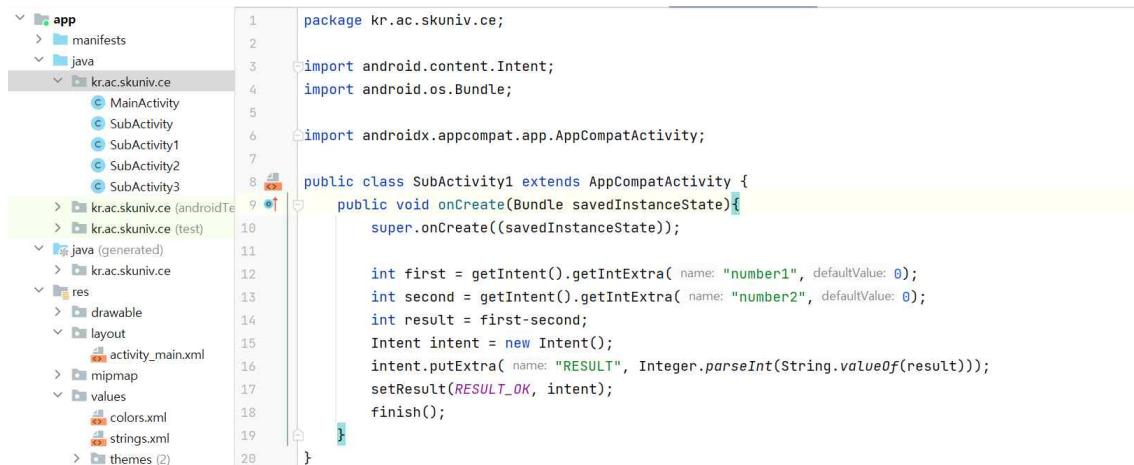 app
manifests
java
kr.ac.skuniv.ce
MainActivity
SubActivity
SubActivity1
SubActivity2
SubActivity3
kr.ac.skuniv.ce (androidTe
kr.ac.skuniv.ce (test)
java (generated)
kr.ac.skuniv.ce
res
drawable
layout
activity_main.xml
mipmap
values
colors.xml
strings.xml
themes (2)
1 package kr.ac.skuniv.ce;
2
3 import android.content.Intent;
4 import android.os.Bundle;
5
6 import androidx.appcompat.app.AppCompatActivity;
7
8 public class SubActivity1 extends AppCompatActivity {
9 public void onCreate(Bundle savedInstanceState){
10 super.onCreate((savedInstanceState));
11
12 int first = getIntent().getIntExtra( name: "number1", defaultValue: 0);
13 int second = getIntent().getIntExtra( name: "number2", defaultValue: 0);
14 int result = first-second;
15 Intent intent = new Intent();
16 intent.putExtra( name: "RESULT", Integer.parseInt(String.valueOf(result)));
17 setResult(RESULT_OK, intent);
18 finish();
19 }
20 }